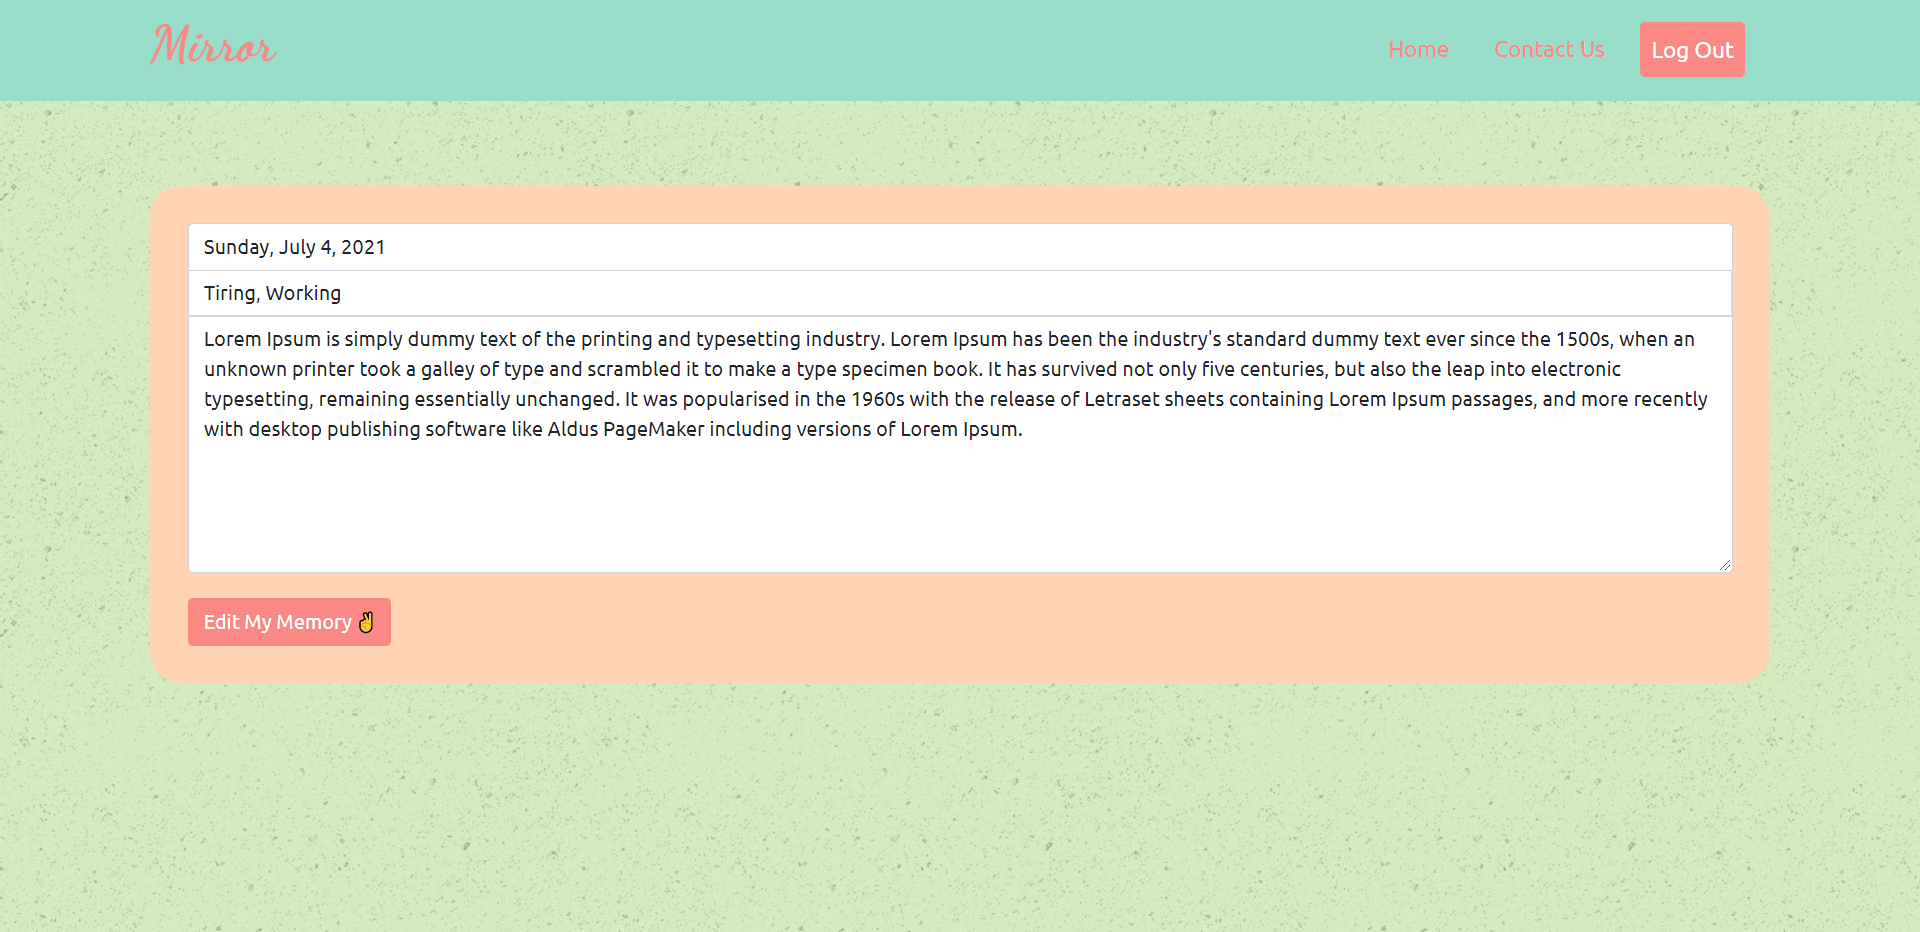 Mirror
Home
Contact Us
Log Out
Sunday, July 4, 2021
Tiring, Working
Lorem Ipsum is simply dummy text of the printing and typesetting industry. Lorem Ipsum has been the industry's standard dummy text ever since the 1500s, when an
unknown printer took a galley of type and scrambled it to make a type specimen book. It has survived not only five centuries, but also the leap into electronic
typesetting, remaining essentially unchanged. It was popularised in the 1960s with the release of Letraset sheets containing Lorem Ipsum passages, and more recently
with desktop publishing software like Aldus PageMaker including versions of Lorem Ipsum.
Edit My Memory ✌